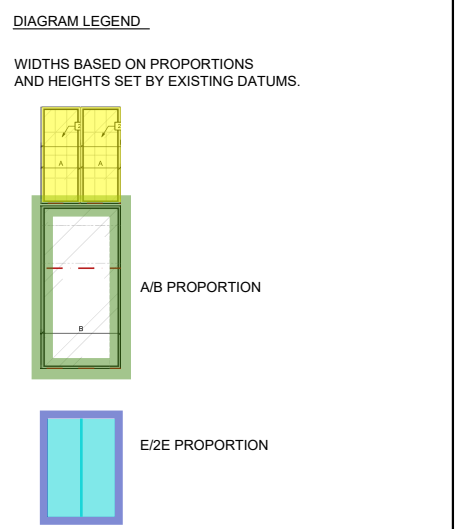 DIAGRAM LEGEND
WIDTHS BASED ON PROPORTIONS
AND HEIGHTS SET BY EXISTING DATUMS.
A A
B
A/B PROPORTION
E/2E PROPORTION